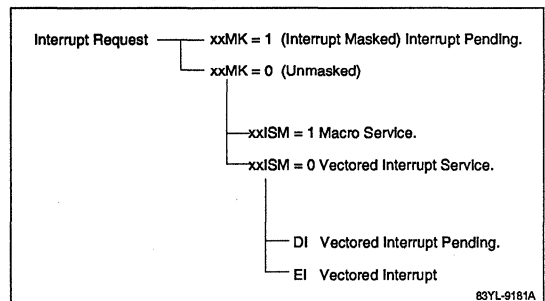 Interrupt Request xxMK = 1 (Interrupt Masked) Interrupt Pending.
xxMK = 0 (Unmasked)
xxISM = 1 Macro Service.
xxISM = 0 Vectored Interrupt Service.
DI Vectored Interrupt Pending.
EI Vectored Interrupt
83YL-9181A